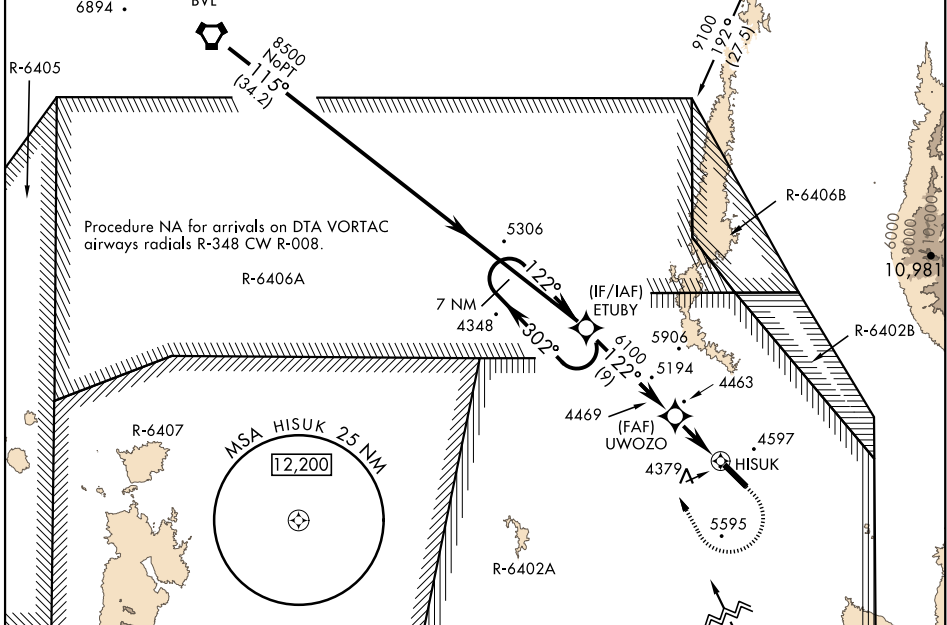 BVL
6894
R-6405
8500
NoPT
115°
(34.2)
9100
192°
(27.5)
R-6406B
6000
8000
10,000
10,981
Procedure NA for arrivals on DTA VORTAC
airways radials R-348 CW R-008.
R-6406A
5306
122°
(IF/IAF)
ETUBY
7 NM
4348
302°
6100
122°
(9)
5906
5194
4463
R-6402B
4469
(FAF)
UWOZO
4597
HISUK
4379
5595
R-6407
MSA HISUK 25 NM
12,200
R-6402A